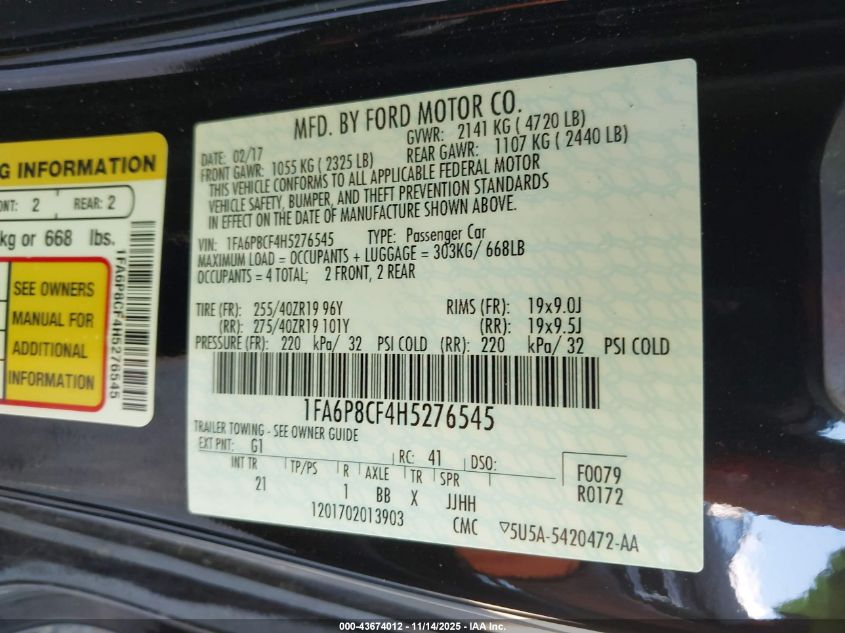 G INFORMATION
NT: 2 REAR: 2
kg or 668 lbs.
SEE OWNERS
MANUAL FOR
ADDITIONAL
INFORMATION
1FA6P8CF4H5276545
MFD. BY FORD MOTOR CO.
DATE: 02/17 GVWR: 2141 KG ( 4720 LB)
FRONT GAWR: 1055 KG ( 2325 LB) REAR GAWR: 1107 KG ( 2440 LB)
THIS VEHICLE CONFORMS TO ALL APPLICABLE FEDERAL MOTOR
VEHICLE SAFETY, BUMPER, AND THEFT PREVENTION STANDARDS
IN EFFECT ON THE DATE OF MANUFACTURE SHOWN ABOVE.
VIN: 1FA6P8CF4H5276545 TYPE: Passenger Car
MAXIMUM LOAD = OCCUPANTS + LUGGAGE = 303KG/ 668LB
OCCUPANTS = 4 TOTAL; 2 FRONT, 2 REAR
TIRE (FR): 255/40ZR19 96Y RIMS (FR): 19x9.0J
(RR): 275/40ZR19 101Y (RR): 19x9.5J
PRESSURE (FR): 220 kPa/ 32 PSI COLD (RR): 220 kPa/ 32 PSI COLD
1FA6P8CF4H5276545
TRAILER TOWING - SEE OWNER GUIDE
EXT PNT: G1 RC: 41 DSO: F0079
INT TR TP/PS R AXLE TR SPR R0172
21 1 BB X JJHH
1201702013903 CMC ▽5U5A-5420472-AA
000-43674012 - 11/14/2025 - IAA Inc.